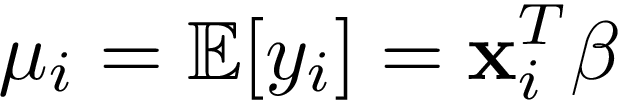 μ_i = 𝔼[y_i] = 𝐱_i^T β